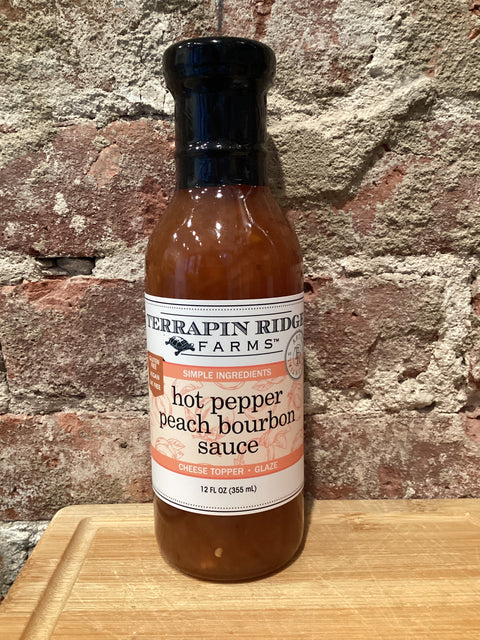 TERRAPIN RIDGE
FARMS™
SIMPLE INGREDIENTS
hot pepper
peach bourbon
sauce
CHEESE TOPPER • GLAZE
12 FL OZ (355 mL)